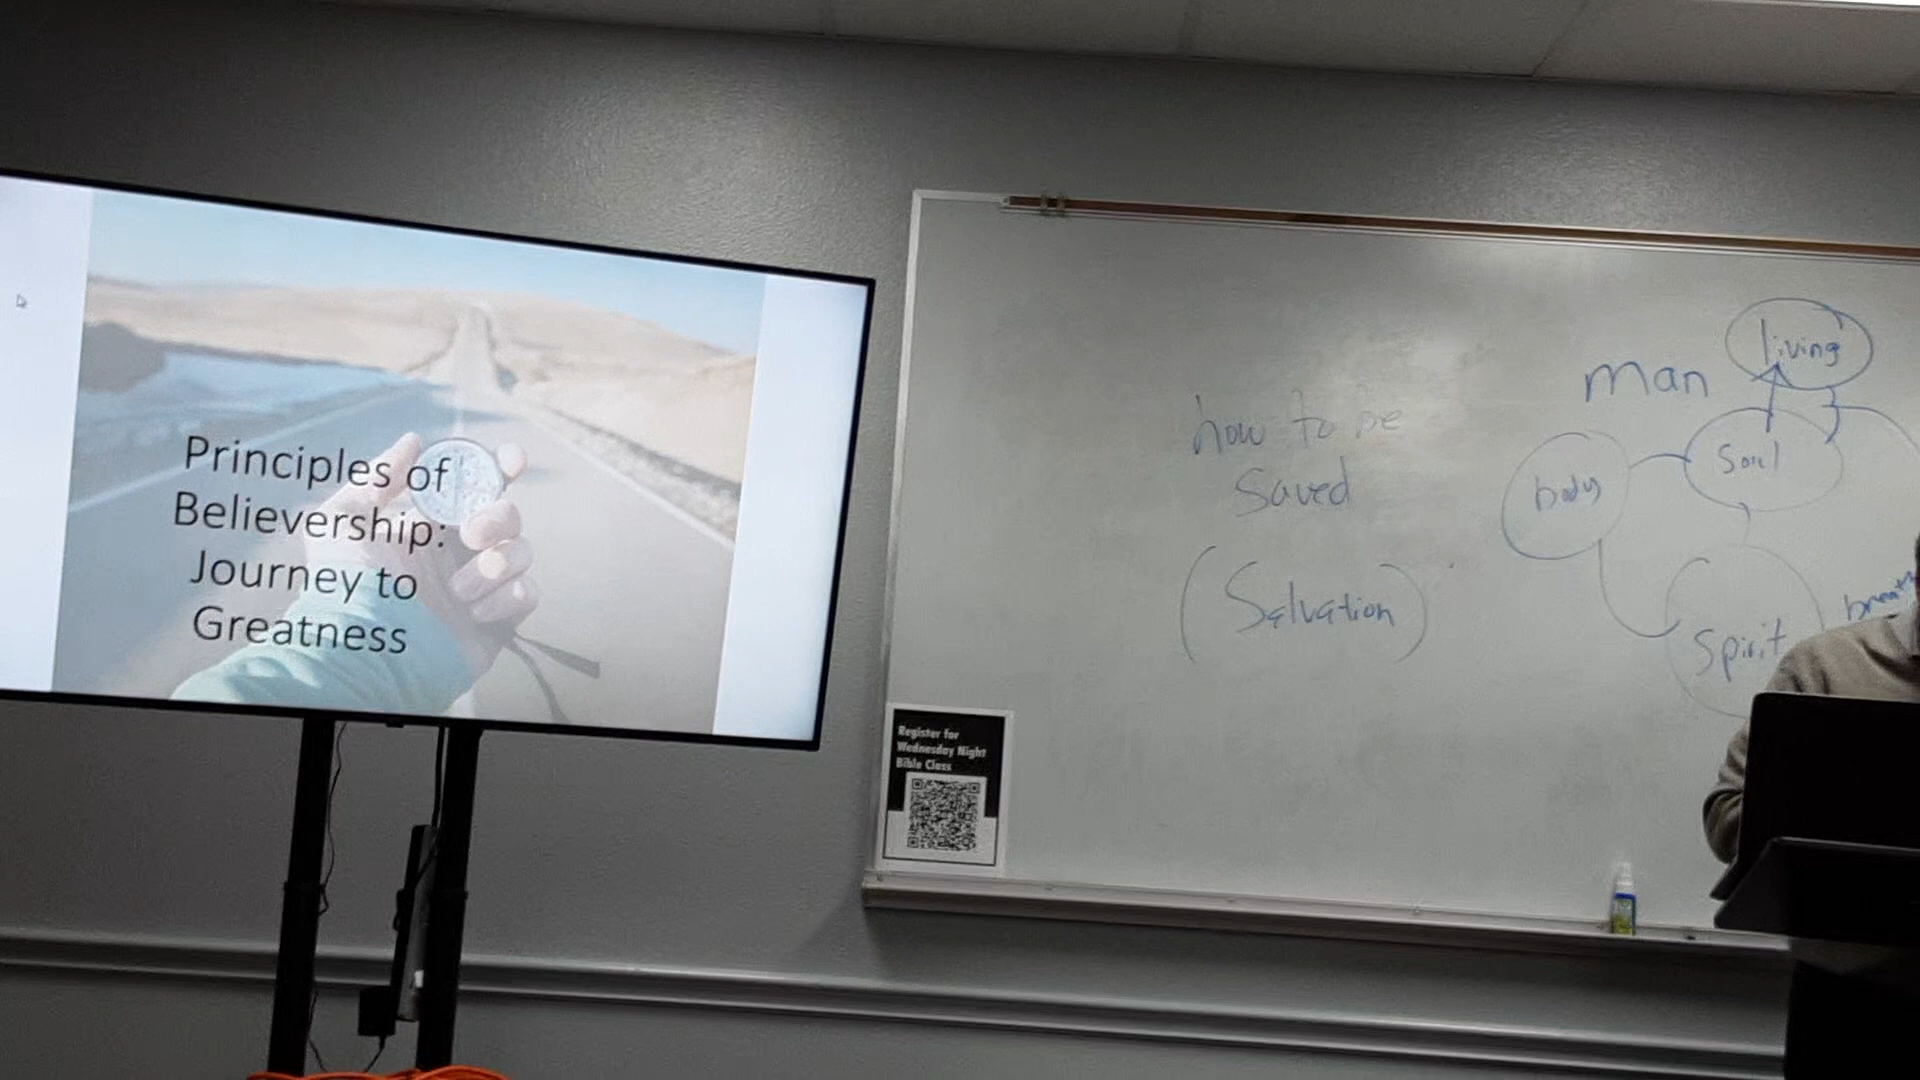 Principles of
Believership:
Journey to
Greatness
how to be
saved
(Salvation)
man
living
Soul
body
Spirit
breath
Register for
Wednesday Night
Bible Class